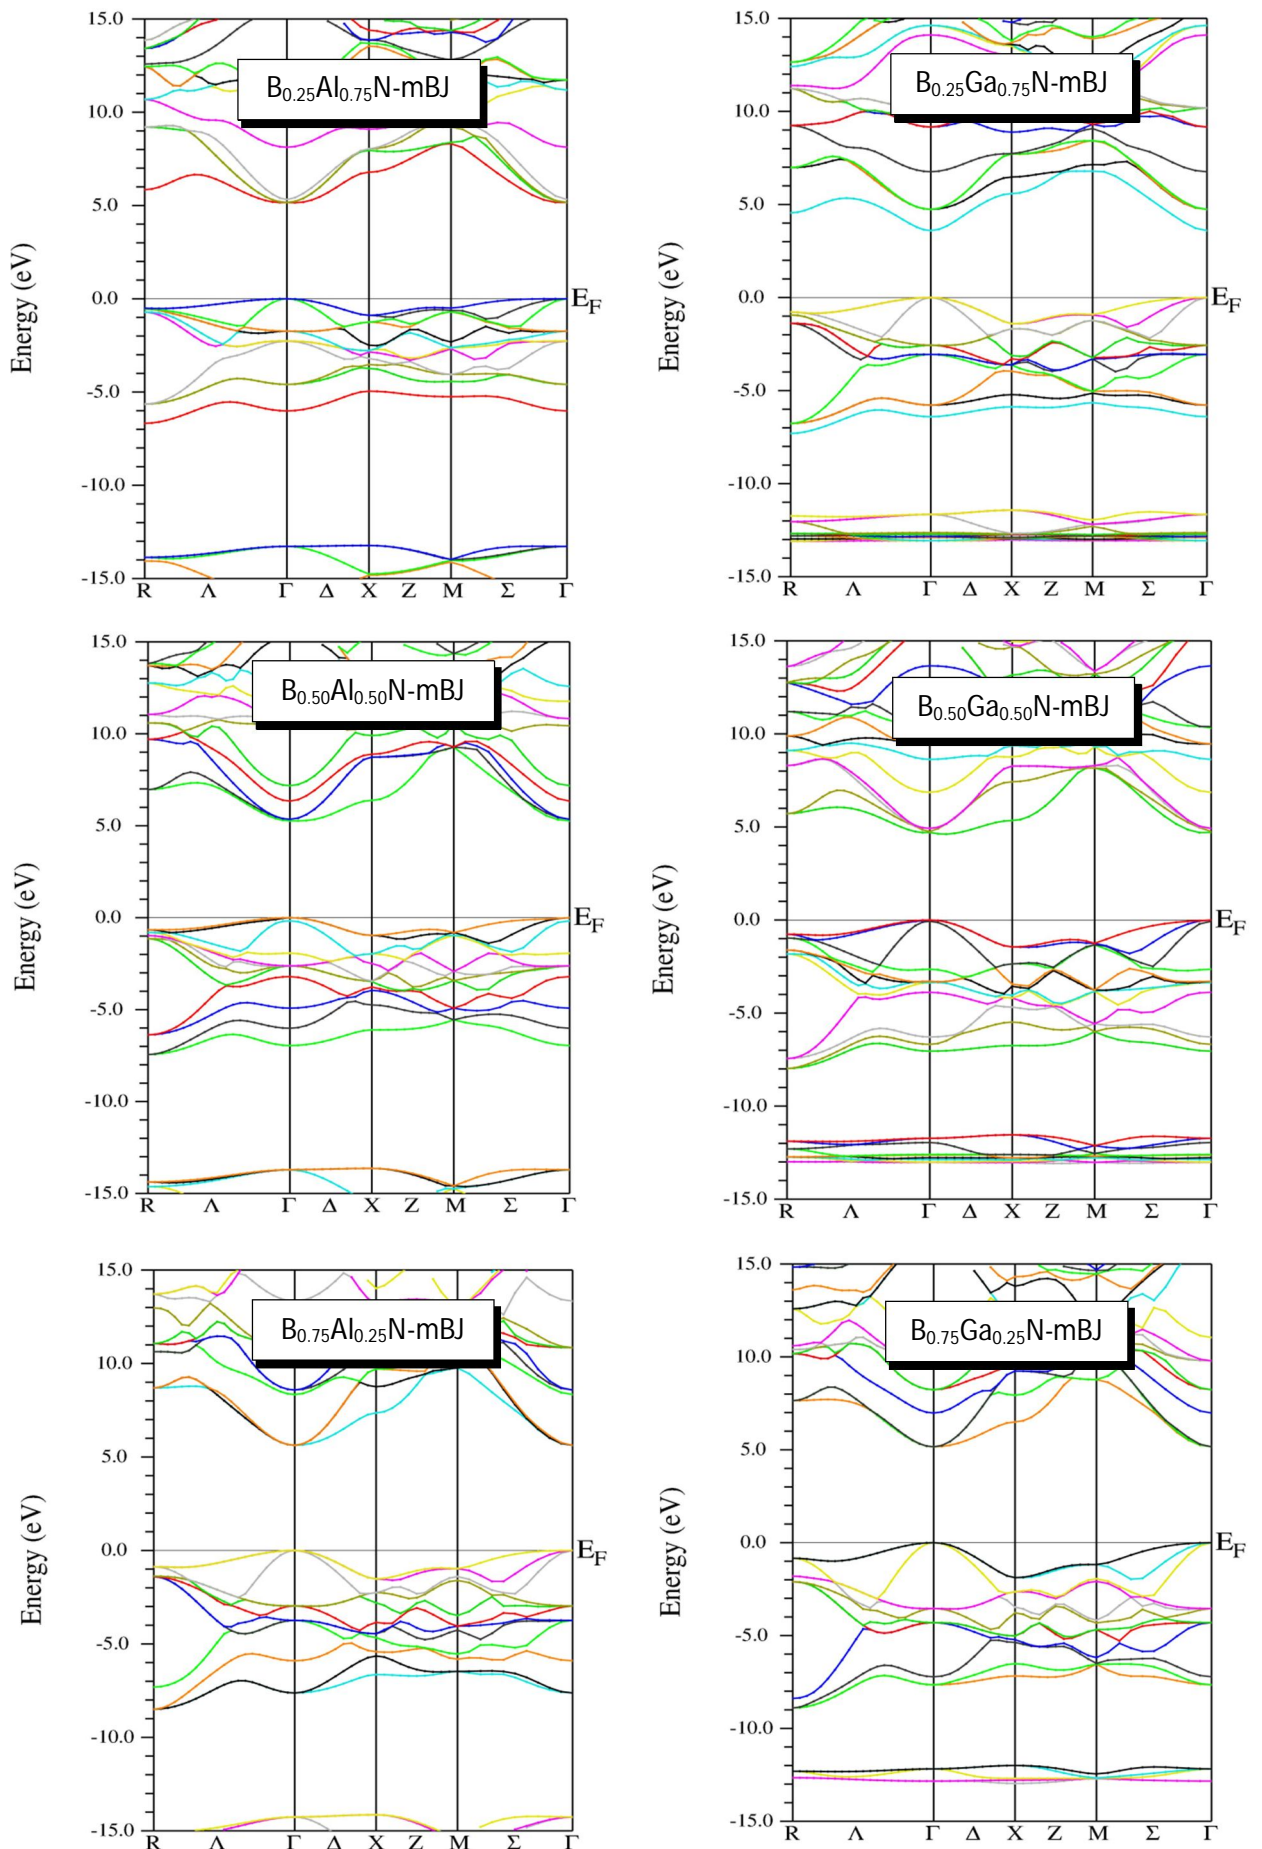 B0.25Al0.75N-mBJ
Energy (eV)
15.0
10.0
5.0
0.0
-5.0
-10.0
-15.0
EF
R Λ Γ Δ X Z M Σ Γ
B0.25Ga0.75N-mBJ
Energy (eV)
15.0
10.0
5.0
0.0
-5.0
-10.0
-15.0
EF
R Λ Γ Δ X Z M Σ Γ
B0.50Al0.50N-mBJ
Energy (eV)
15.0
10.0
5.0
0.0
-5.0
-10.0
-15.0
EF
R Λ Γ Δ X Z M Σ Γ
B0.50Ga0.50N-mBJ
Energy (eV)
15.0
10.0
5.0
0.0
-5.0
-10.0
-15.0
EF
R Λ Γ Δ X Z M Σ Γ
B0.75Al0.25N-mBJ
Energy (eV)
15.0
10.0
5.0
0.0
-5.0
-10.0
-15.0
EF
R Λ Γ Δ X Z M Σ Γ
B0.75Ga0.25N-mBJ
Energy (eV)
15.0
10.0
5.0
0.0
-5.0
-10.0
-15.0
EF
R Λ Γ Δ X Z M Σ Γ